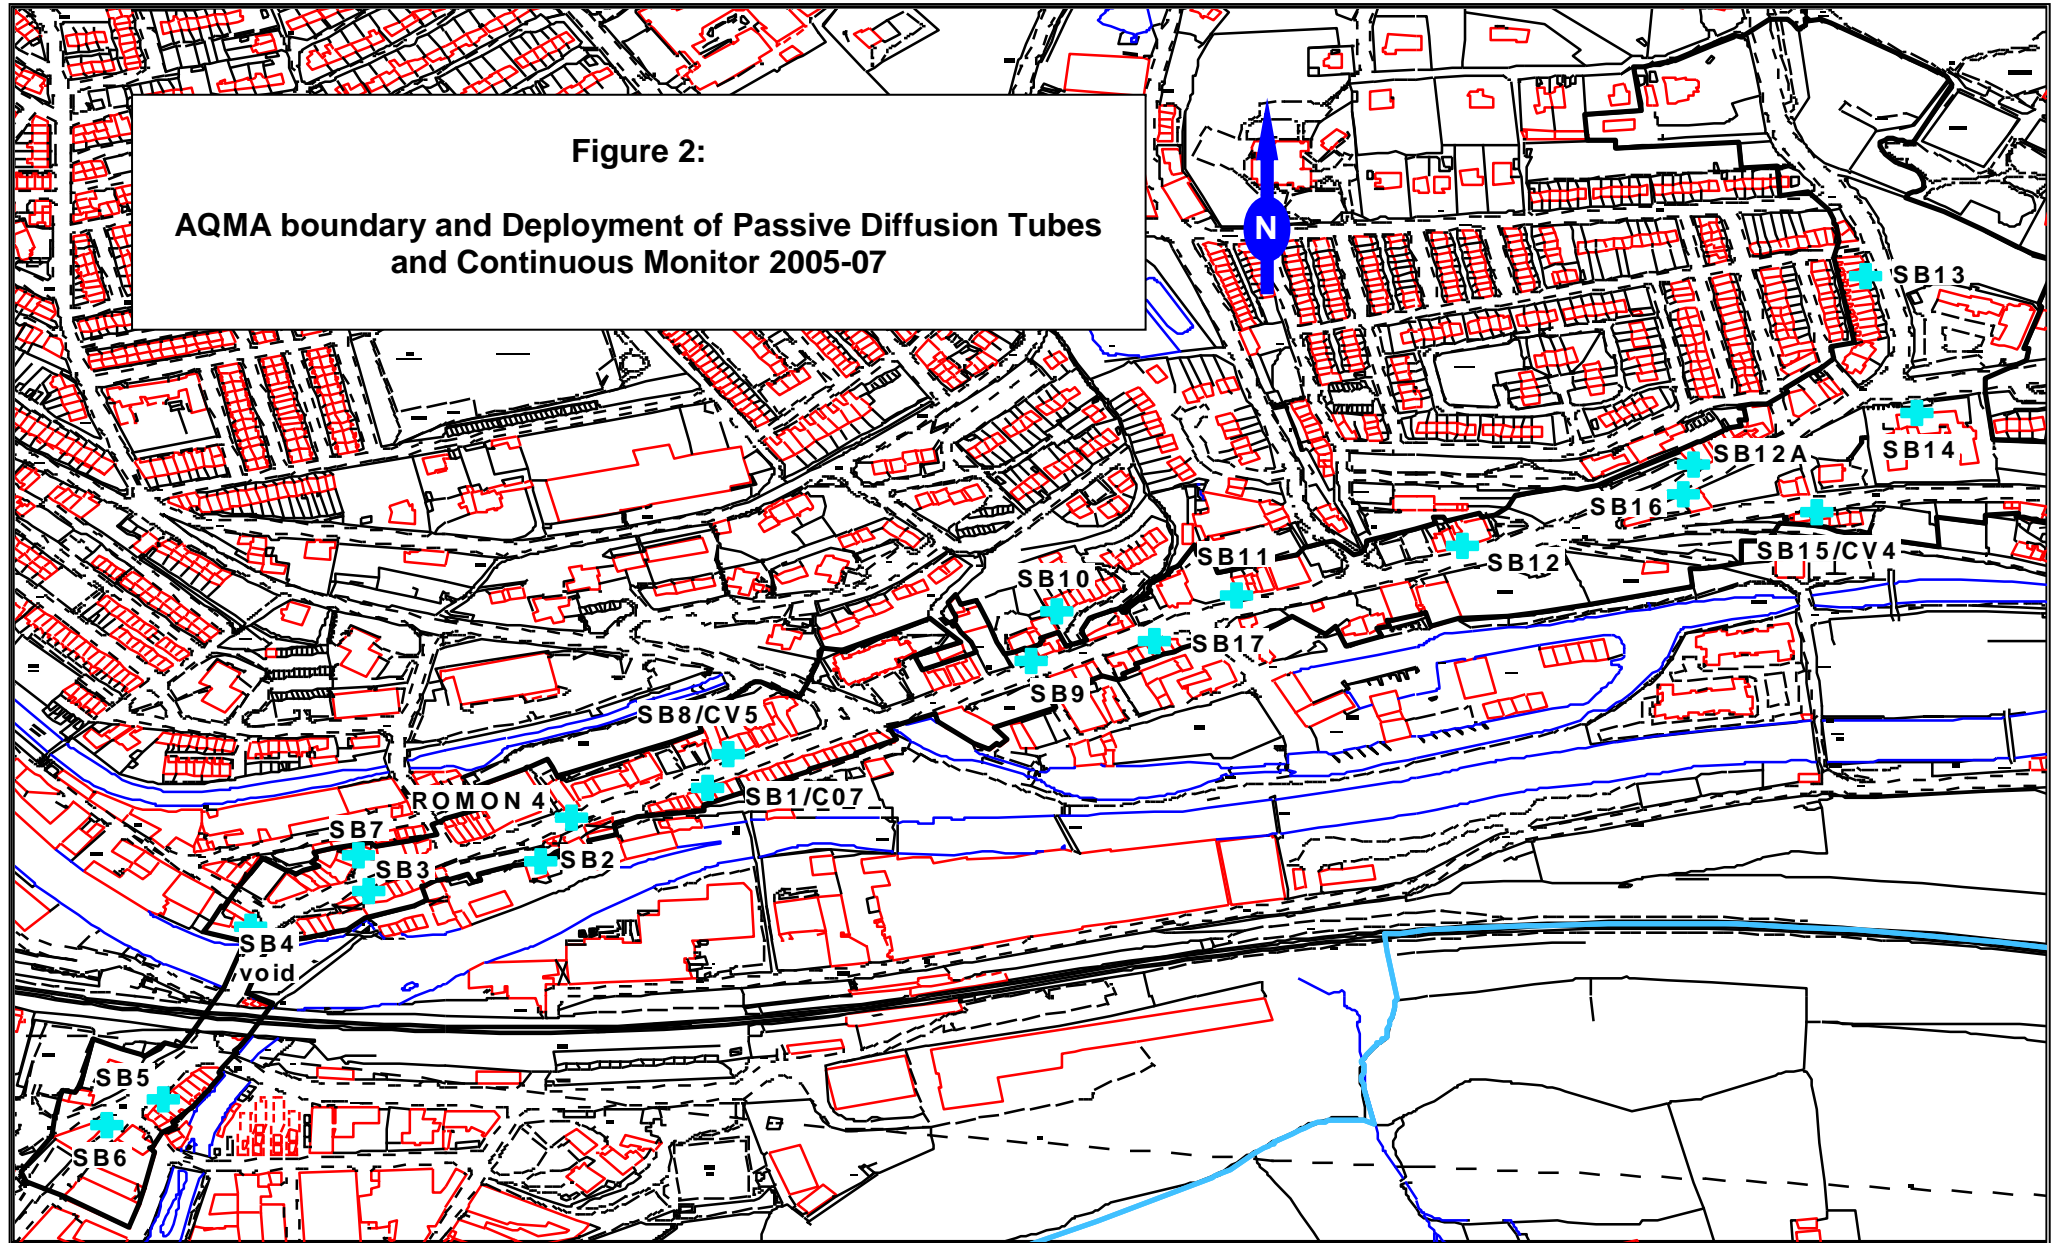 Figure 2:
AQMA boundary and Deployment of Passive Diffusion Tubes
and Continuous Monitor 2005-07
N
SB13
SB14
SB12A
SB16
SB15/CV4
SB12
SB11
SB10
SB17
SB9
SB8/CV5
SB1/C07
ROMON 4
SB7
SB2
SB3
SB4
void
SB5
SB6